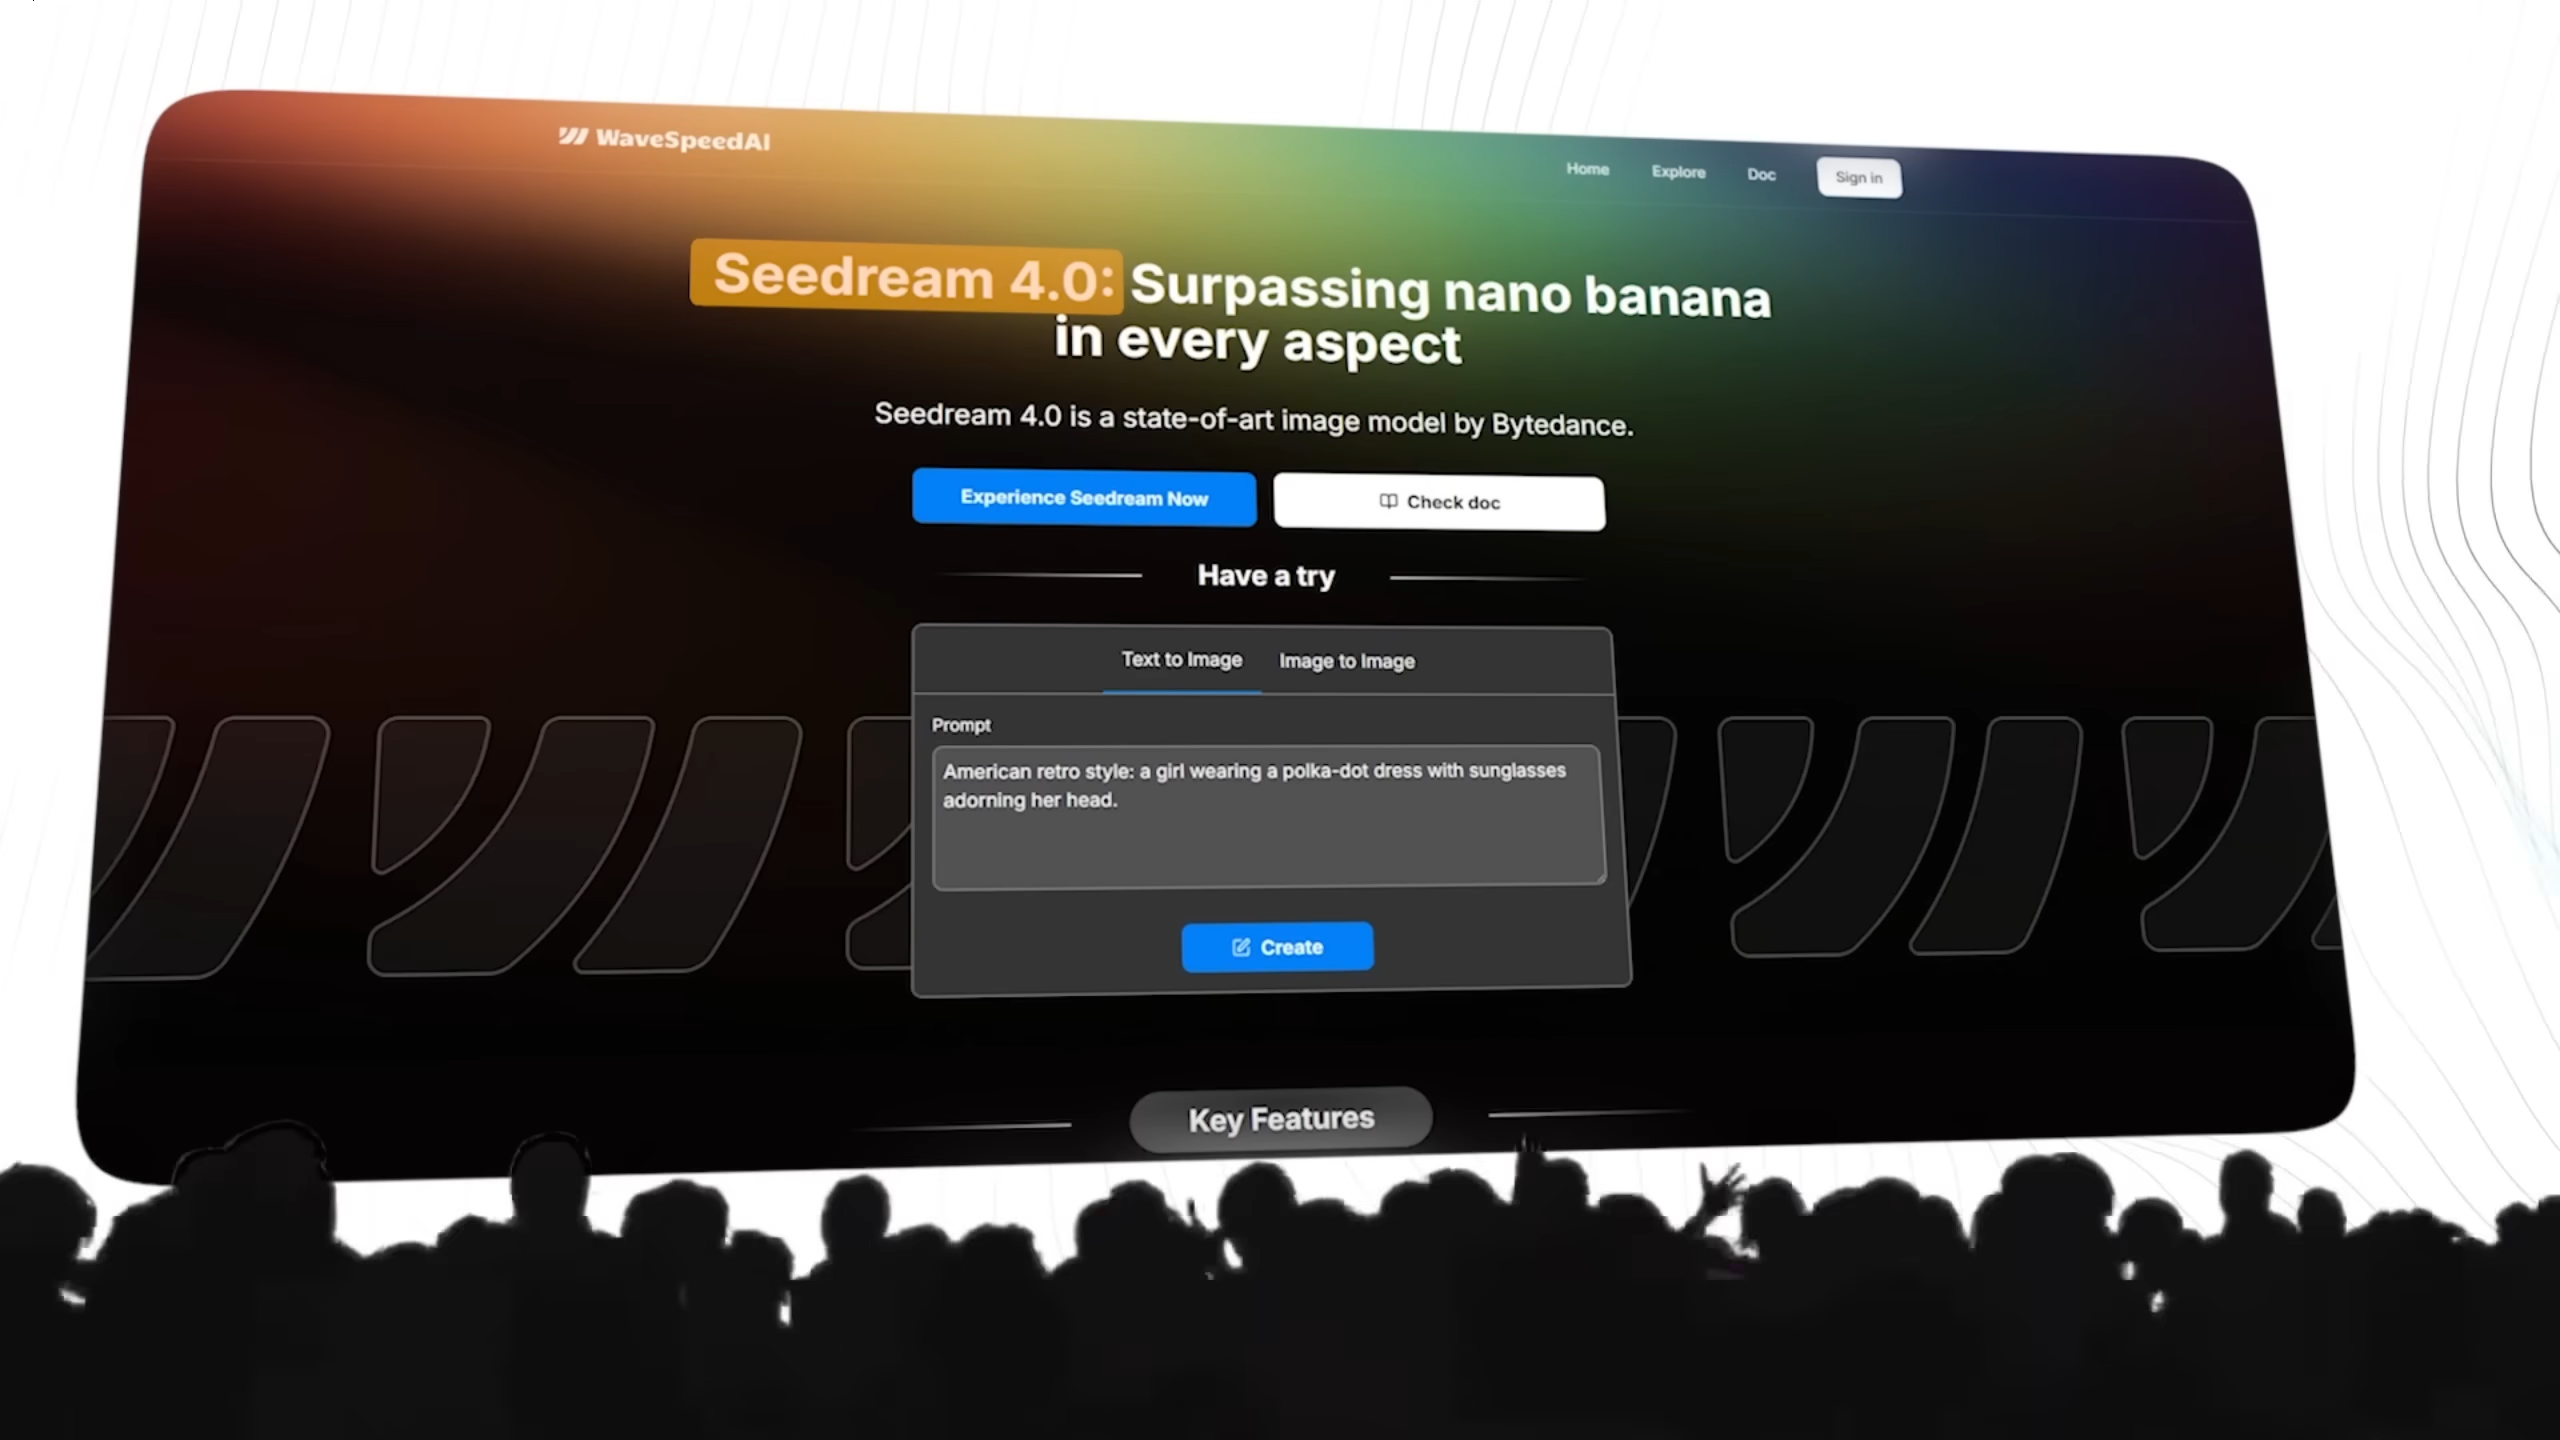 WaveSpeedAI
Home
Explore
Doc
Sign in
Seedream 4.0: Surpassing nano banana
in every aspect
Seedream 4.0 is a state-of-art image model by Bytedance.
Experience Seedream Now
Check doc
Have a try
Text to Image
Image to Image
Prompt
American retro style: a girl wearing a polka-dot dress with sunglasses
adorning her head.
Create
Key Features